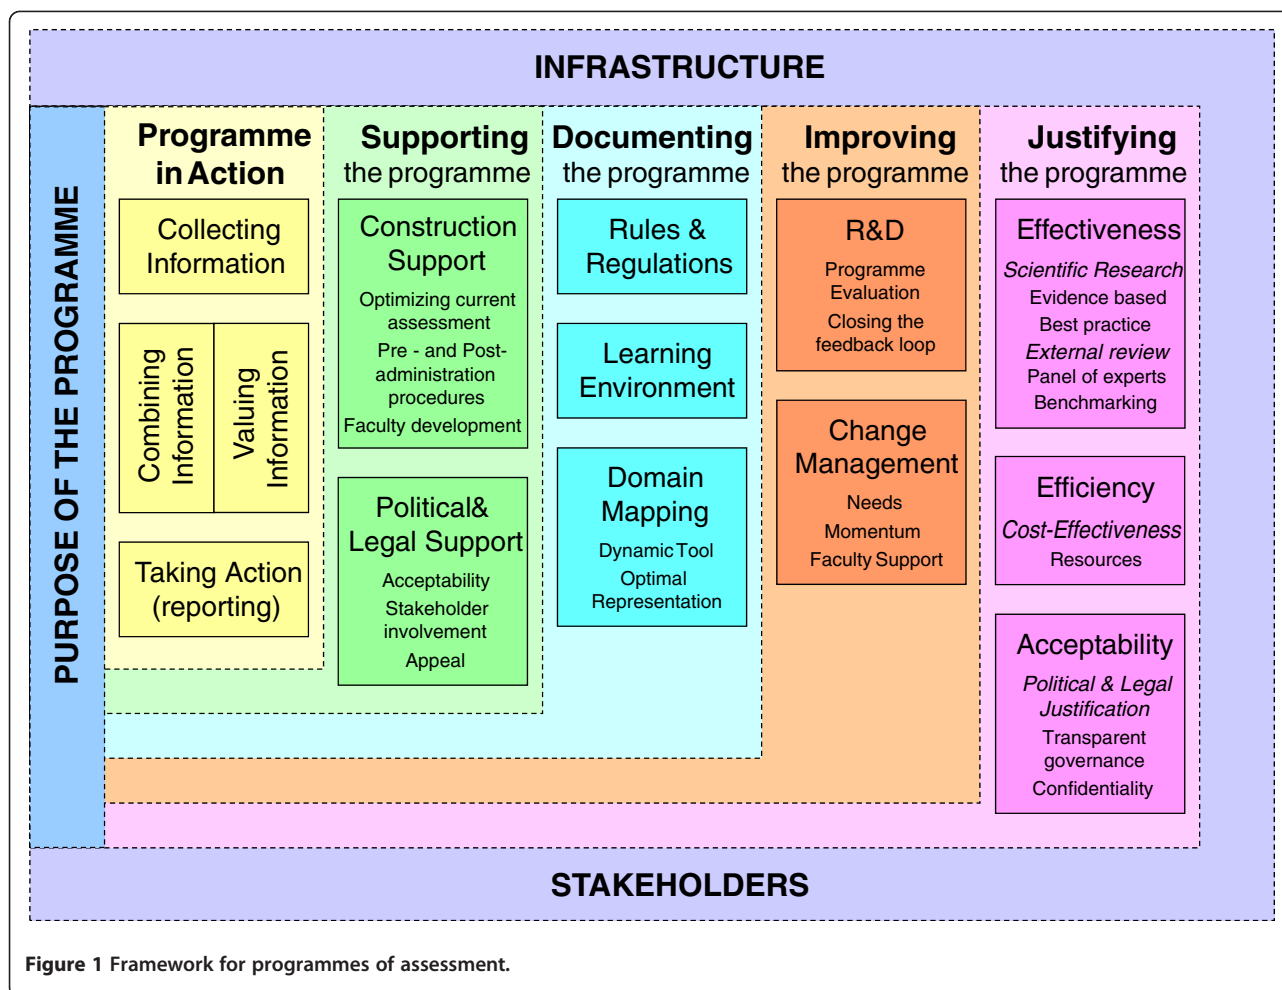 INFRASTRUCTURE
PURPOSE OF THE PROGRAMME
Programme
in Action
Collecting
Information
Combining
Information
Valuing
Information
Taking Action
(reporting)
Supporting
the programme
Construction
Support
Optimizing current
assessment
Pre - and Post-
administration
procedures
Faculty development
Political&
Legal Support
Acceptability
Stakeholder
involvement
Appeal
Documenting
the programme
Rules &
Regulations
Learning
Environment
Domain
Mapping
Dynamic Tool
Optimal
Representation
Improving
the programme
R&D
Programme
Evaluation
Closing the
feedback loop
Change
Management
Needs
Momentum
Faculty Support
Justifying
the programme
Effectiveness
Scientific Research
Evidence based
Best practice
External review
Panel of experts
Benchmarking
Efficiency
Cost-Effectiveness
Resources
Acceptability
Political & Legal
Justification
Transparent
governance
Confidentiality
STAKEHOLDERS
Figure 1 Framework for programmes of assessment.